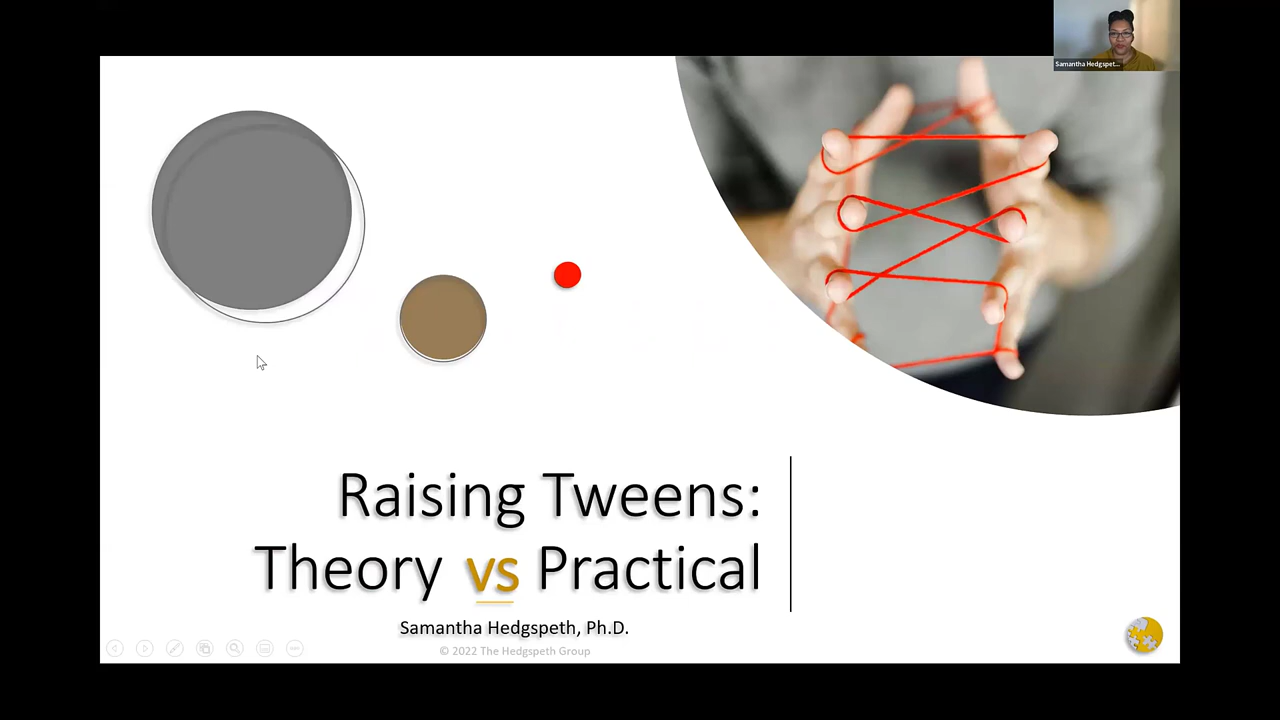 Samantha Hedgspet...
Raising Tweens:
Theory vs Practical
Samantha Hedgspeth, Ph.D.
© 2022 The Hedgspeth Group